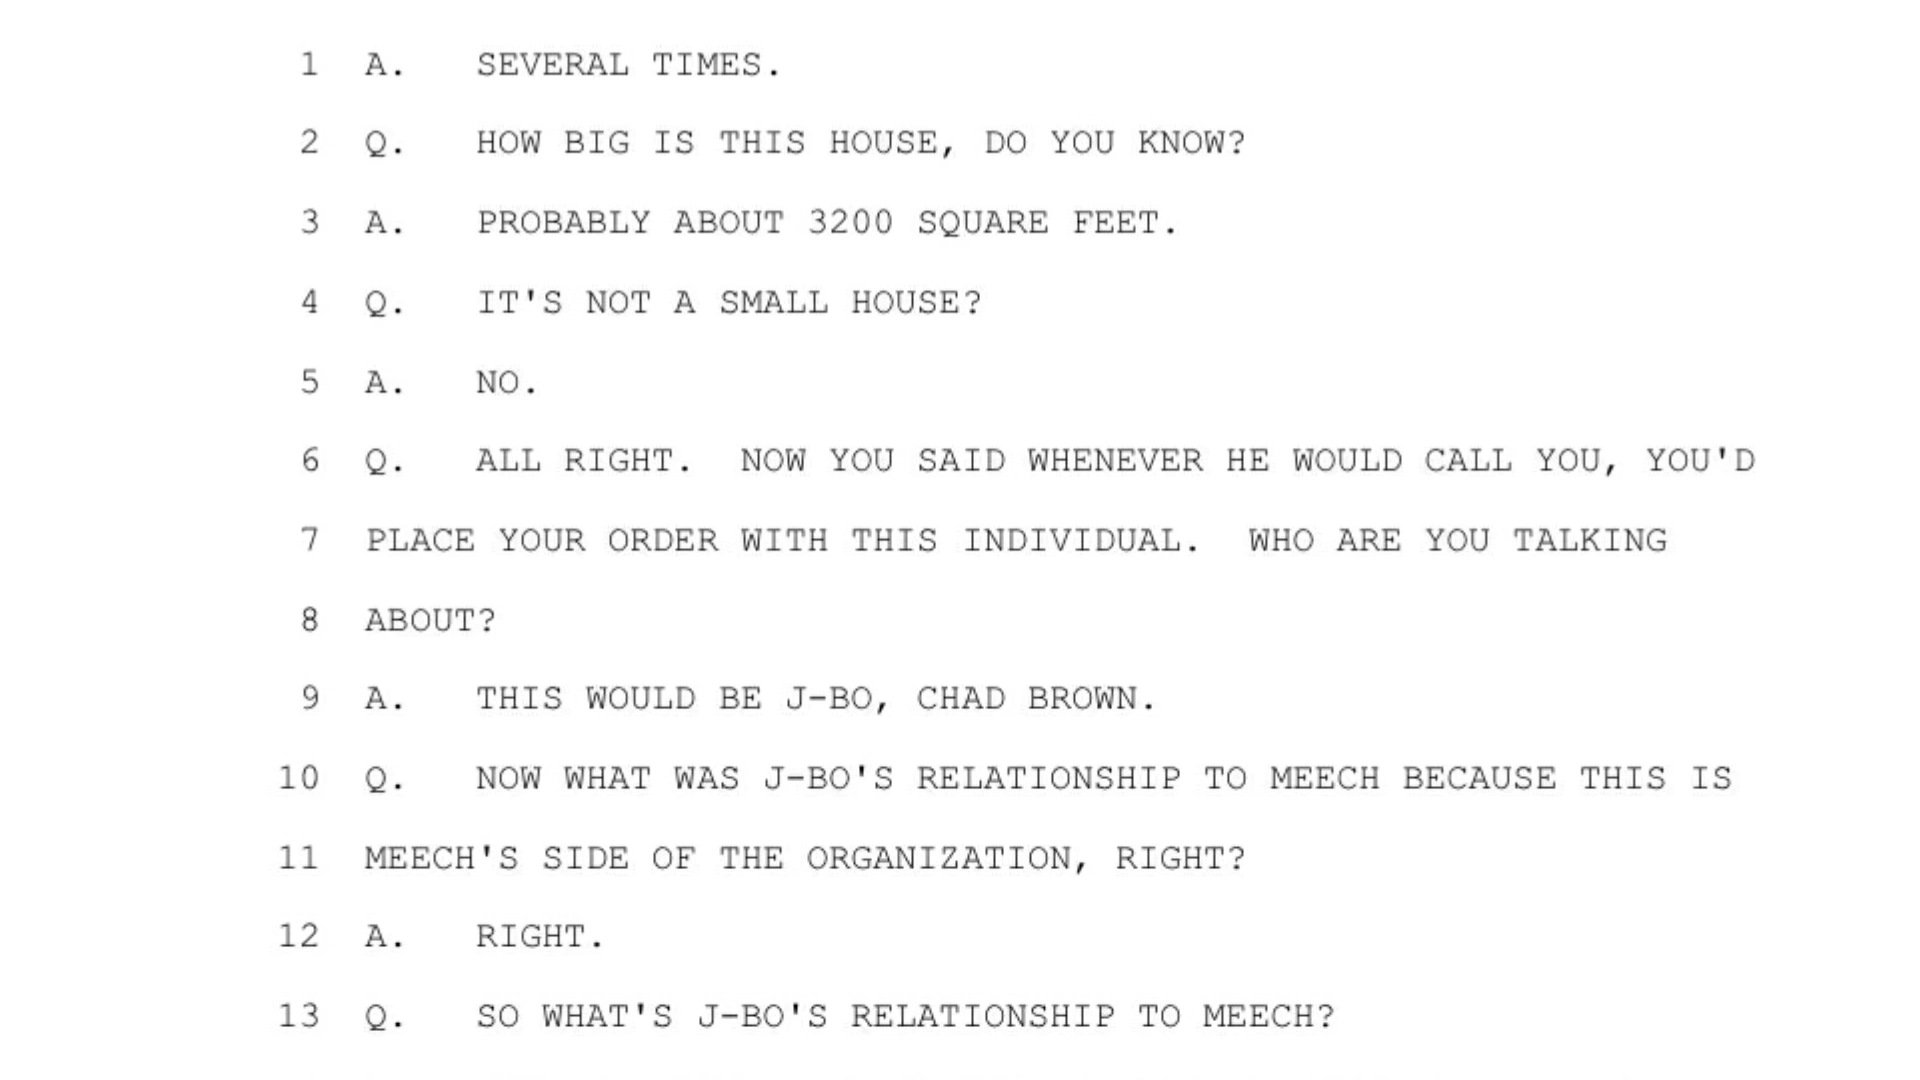 1 A. SEVERAL TIMES.
2 Q. HOW BIG IS THIS HOUSE, DO YOU KNOW?
3 A. PROBABLY ABOUT 3200 SQUARE FEET.
4 Q. IT'S NOT A SMALL HOUSE?
5 A. NO.
6 Q. ALL RIGHT. NOW YOU SAID WHENEVER HE WOULD CALL YOU, YOU'D
7 PLACE YOUR ORDER WITH THIS INDIVIDUAL. WHO ARE YOU TALKING
8 ABOUT?
9 A. THIS WOULD BE J-BO, CHAD BROWN.
10 Q. NOW WHAT WAS J-BO'S RELATIONSHIP TO MEECH BECAUSE THIS IS
11 MEECH'S SIDE OF THE ORGANIZATION, RIGHT?
12 A. RIGHT.
13 Q. SO WHAT'S J-BO'S RELATIONSHIP TO MEECH?